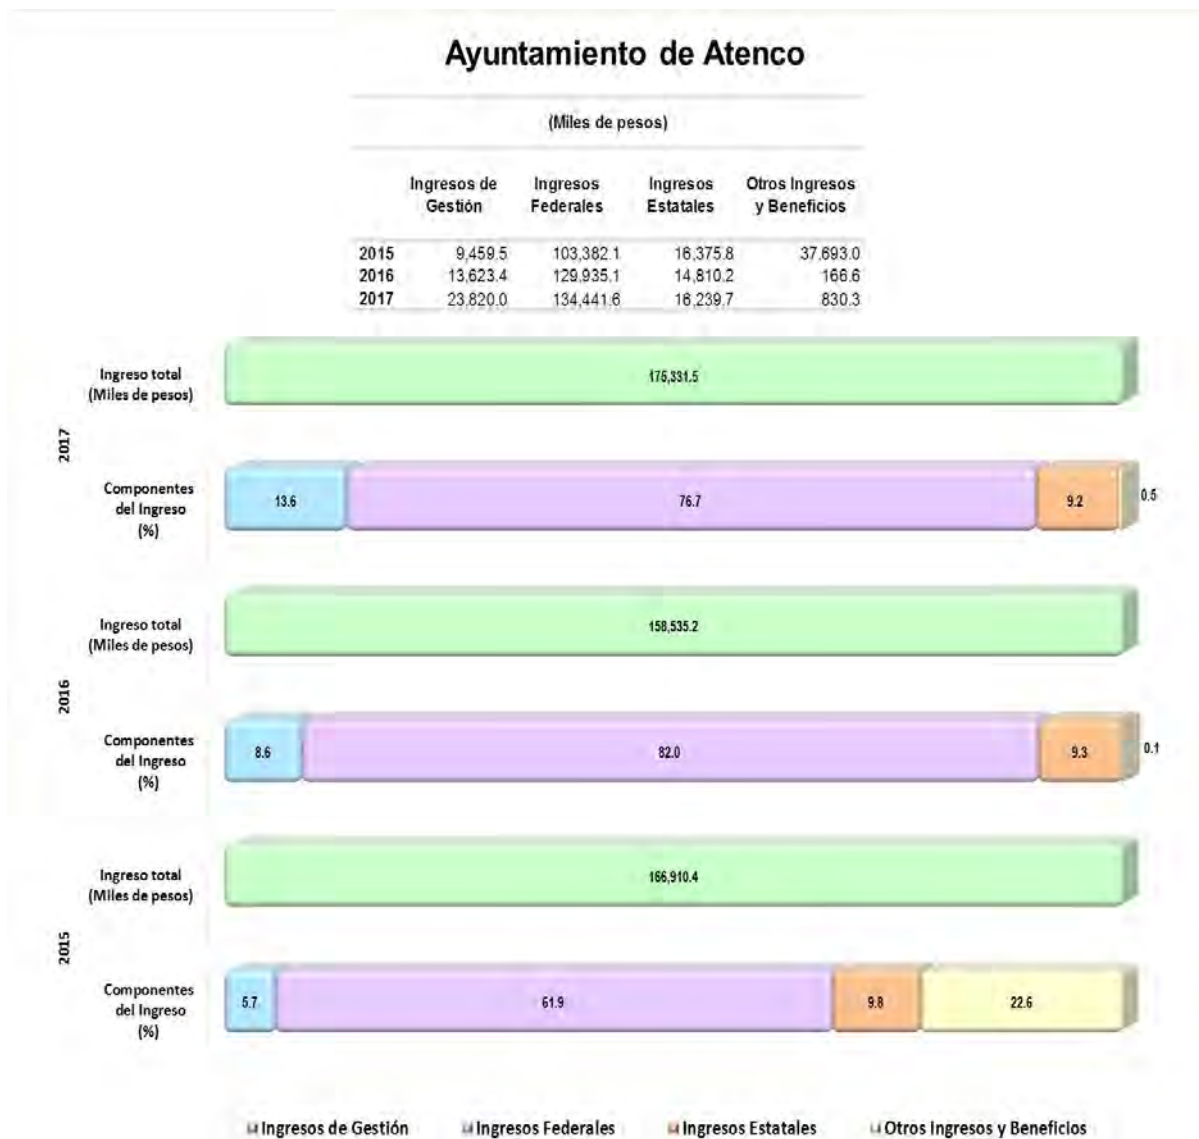 Ayuntamiento de Atenco
(Miles de pesos)
Ingresos de Gestión Ingresos Federales Ingresos Estatales Otros Ingresos y Beneficios
2015 9,459.5 103,382.1 16,375.8 37,693.0
2016 13,623.4 129,935.1 14,810.2 166.6
2017 23,820.0 134,441.6 16,239.7 830.3
2017
Ingreso total
(Miles de pesos)
175,331.5
Componentes
del Ingreso
(%)
13.6 76.7 9.2 0.5
2016
Ingreso total
(Miles de pesos)
158,535.2
Componentes
del Ingreso
(%)
8.6 82.0 9.3 0.1
2015
Ingreso total
(Miles de pesos)
166,910.4
Componentes
del Ingreso
(%)
5.7 61.9 9.8 22.6
Ingresos de Gestión Ingresos Federales Ingresos Estatales Otros Ingresos y Beneficios